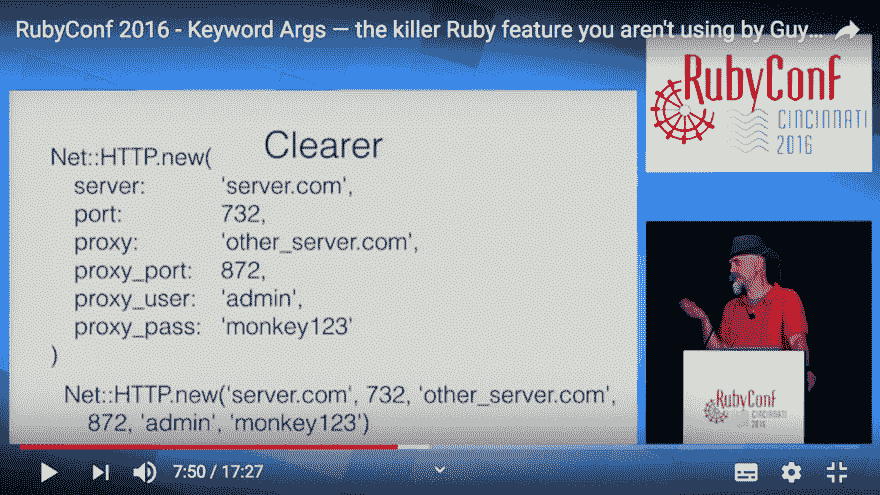 RubyConf 2016 - Keyword Args — the killer Ruby feature you aren't using by Guy...
RubyConf
CINCINNATI
2016
Clearer
Net::HTTP.new(
server: 'server.com',
port: 732,
proxy: 'other_server.com',
proxy_port: 872,
proxy_user: 'admin',
proxy_pass: 'monkey123'
)
Net::HTTP.new('server.com', 732, 'other_server.com',
872, 'admin', 'monkey123')
RubyConf
CINCINNATI
2016
7:50 / 17:27